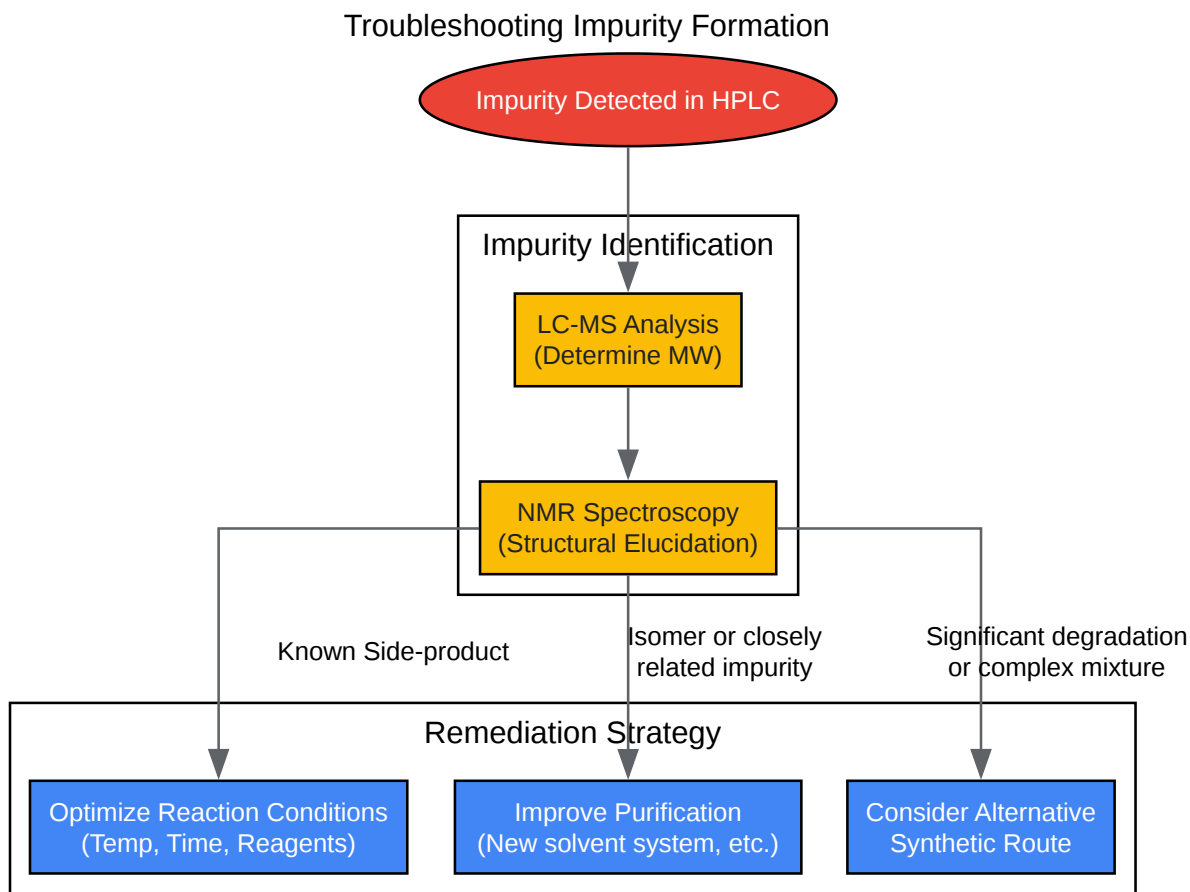 Troubleshooting Impurity Formation
Impurity Detected in HPLC
Impurity Identification
LC-MS Analysis
(Determine MW)
NMR Spectroscopy
(Structural Elucidation)
Known Side-product
Isomer or closely
related impurity
Significant degradation
or complex mixture
Remediation Strategy
Optimize Reaction Conditions
(Temp, Time, Reagents)
Improve Purification
(New solvent system, etc.)
Consider Alternative
Synthetic Route